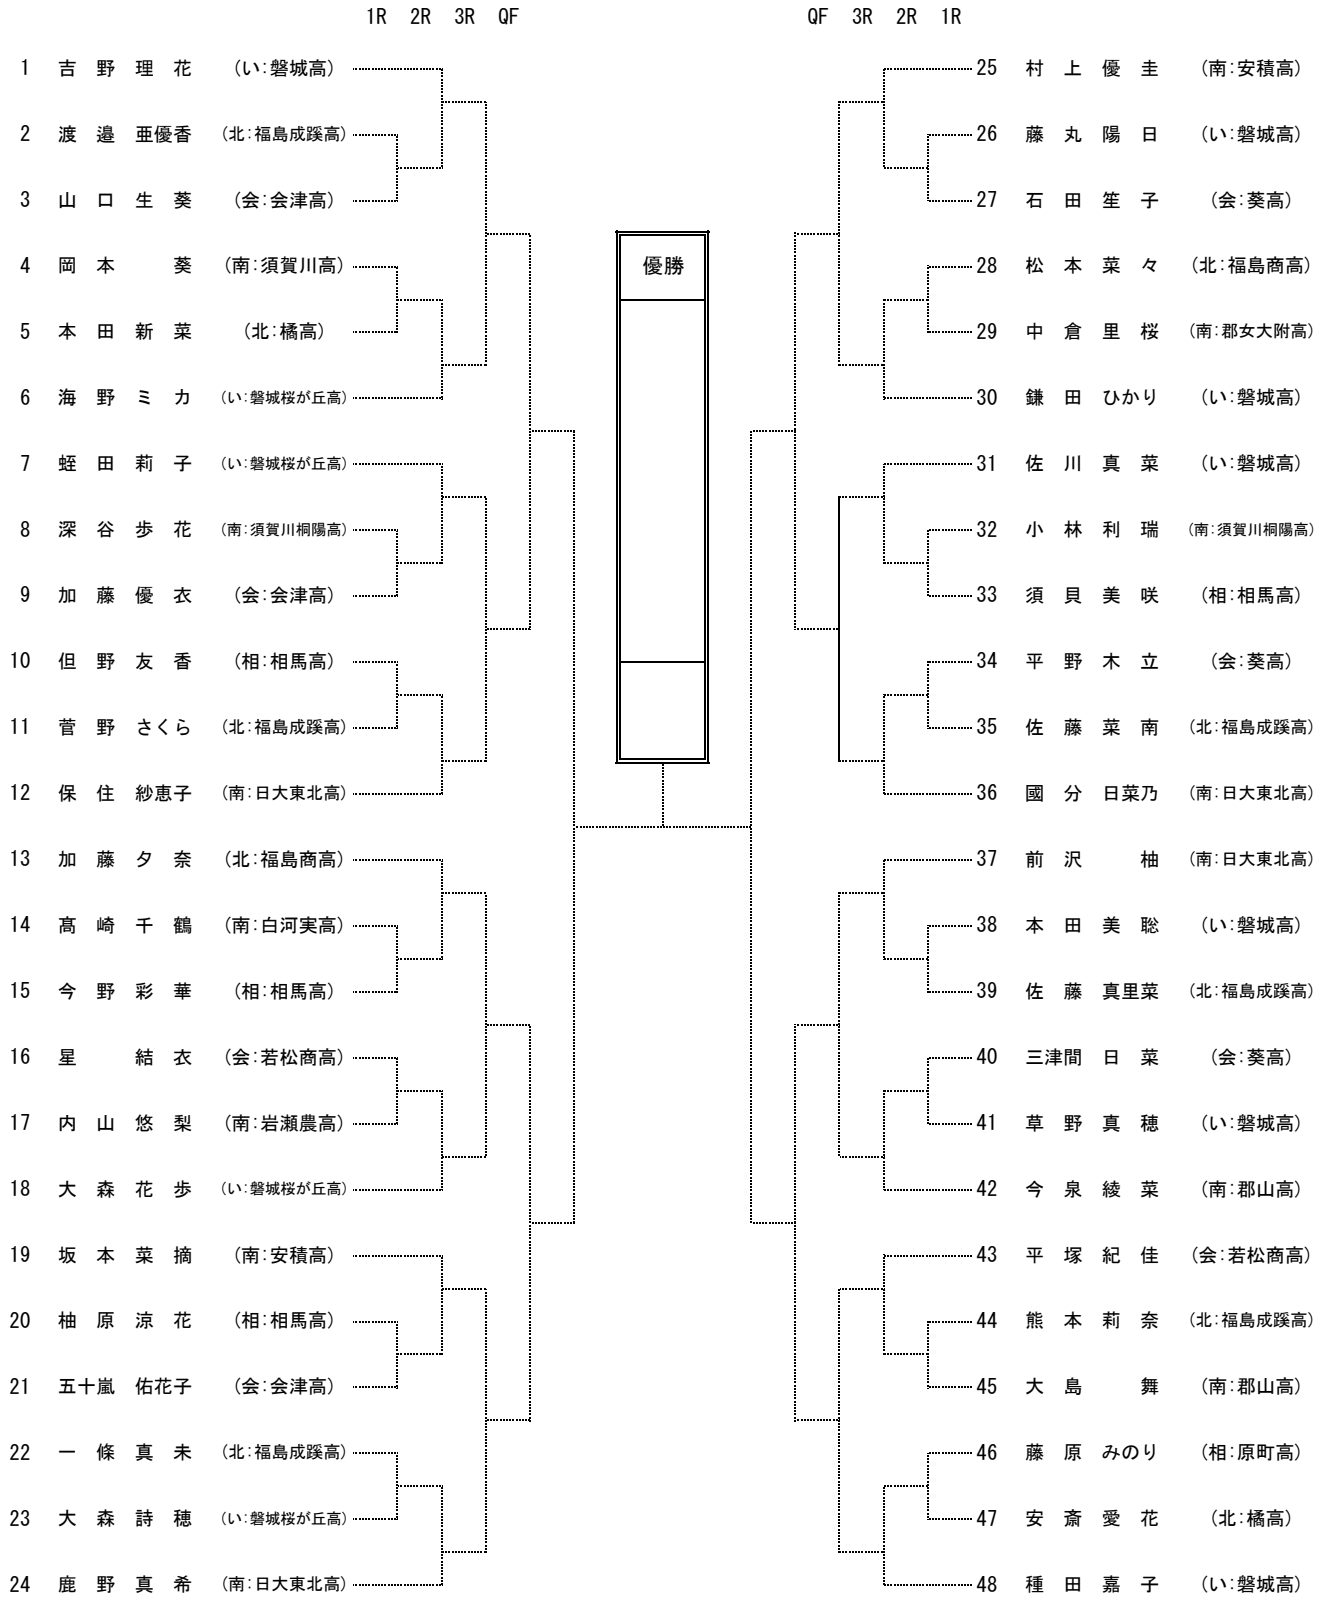 1R 2R 3R QF
QF 3R 2R 1R
1 吉 野 理 花 (い:磐城高)
2 渡 邉 亜優香 (北:福島成蹊高)
3 山 口 生 葵 (会:会津高)
4 岡 本 葵 (南:須賀川高)
5 本 田 新 菜 (北:橘高)
6 海 野 ミ カ (い:磐城桜が丘高)
7 蛭 田 莉 子 (い:磐城桜が丘高)
8 深 谷 歩 花 (南:須賀川桐陽高)
9 加 藤 優 衣 (会:会津高)
10 但 野 友 香 (相:相馬高)
11 菅 野 さくら (北:福島成蹊高)
12 保 住 紗恵子 (南:日大東北高)
13 加 藤 夕 奈 (北:福島商高)
14 髙 崎 千 鶴 (南:白河実高)
15 今 野 彩 華 (相:相馬高)
16 星 結 衣 (会:若松商高)
17 内 山 悠 梨 (南:岩瀬農高)
18 大 森 花 歩 (い:磐城桜が丘高)
19 坂 本 菜 摘 (南:安積高)
20 柚 原 涼 花 (相:相馬高)
21 五十嵐 佑花子 (会:会津高)
22 一 條 真 未 (北:福島成蹊高)
23 大 森 詩 穂 (い:磐城桜が丘高)
24 鹿 野 真 希 (南:日大東北高)
優勝
25 村 上 優 圭 (南:安積高)
26 藤 丸 陽 日 (い:磐城高)
27 石 田 笙 子 (会:葵高)
28 松 本 菜 々 (北:福島商高)
29 中 倉 里 桜 (南:郡女大附高)
30 鎌 田 ひかり (い:磐城高)
31 佐 川 真 菜 (い:磐城高)
32 小 林 利 瑞 (南:須賀川桐陽高)
33 須 貝 美 咲 (相:相馬高)
34 平 野 木 立 (会:葵高)
35 佐 藤 菜 南 (北:福島成蹊高)
36 國 分 日菜乃 (南:日大東北高)
37 前 沢 柚 (南:日大東北高)
38 本 田 美 聡 (い:磐城高)
39 佐 藤 真里菜 (北:福島成蹊高)
40 三津間 日 菜 (会:葵高)
41 草 野 真 穂 (い:磐城高)
42 今 泉 綾 菜 (南:郡山高)
43 平 塚 紀 佳 (会:若松商高)
44 熊 本 莉 奈 (北:福島成蹊高)
45 大 島 舞 (南:郡山高)
46 藤 原 みのり (相:原町高)
47 安 斎 愛 花 (北:橘高)
48 種 田 嘉 子 (い:磐城高)